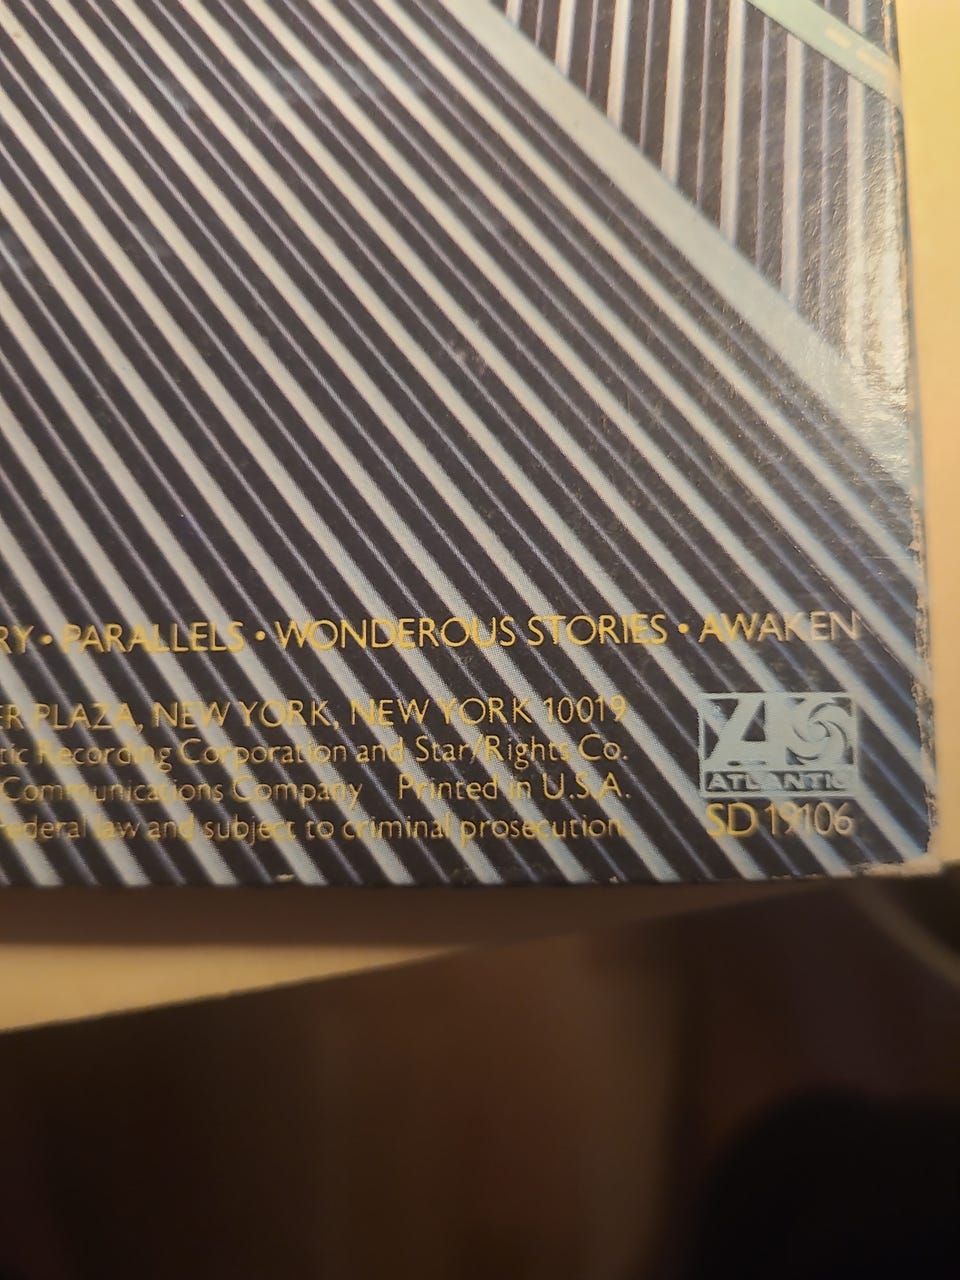 RY • PARALLELS • WONDEROUS STORIES • AWAKEN
ER PLAZA, NEW YORK, NEW YORK 10019
tic Recording Corporation and Star/Rights Co.
Communications Company Printed in U.S.A.
Federal law and subject to criminal prosecution.
ATLANTIC
SD 19106